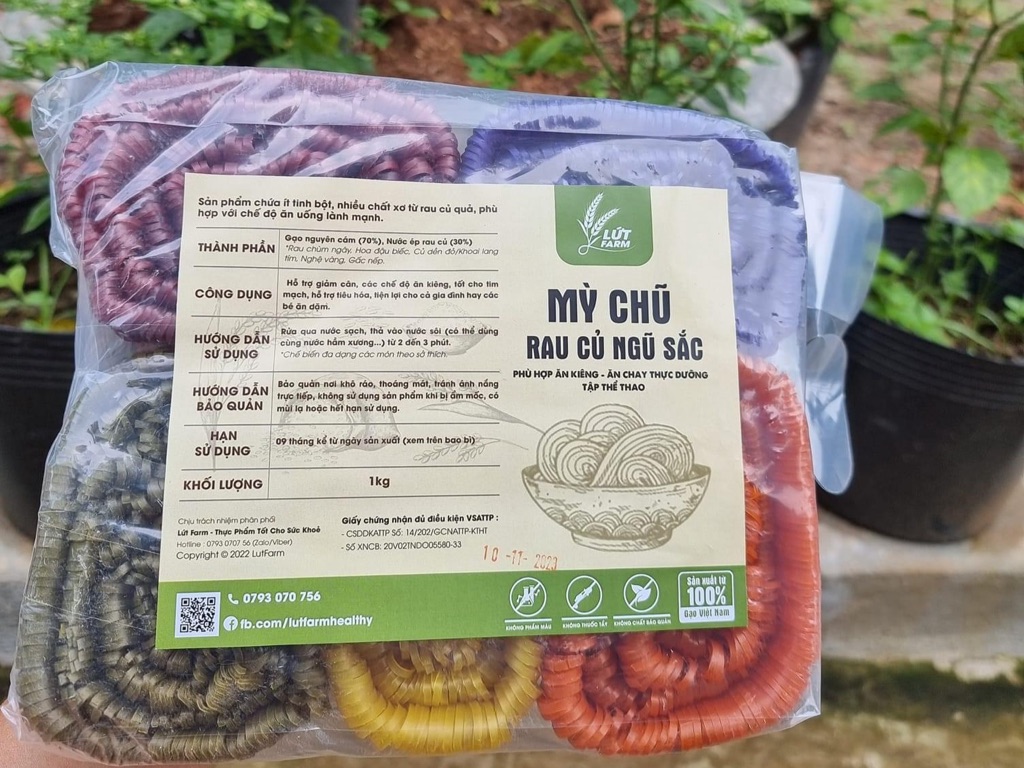 Sản phẩm chứa ít tinh bột, nhiều chất xơ từ rau củ quả, phù
hợp với chế độ ăn uống lành mạnh.
THÀNH PHẦN
Gạo nguyên cám (70%), Nước ép rau củ (30%)
*Rau chùm ngây, Hoa đậu biếc, Củ dền đỏ/Khoai lang
tím, Nghệ vàng, Gấc nếp.
CÔNG DỤNG
Hỗ trợ giảm cân, các chế độ ăn kiêng, tốt cho tim
mạch, hỗ trợ tiêu hóa, tiện lợi cho cả gia đình hay các
bé ăn dặm.
HƯỚNG DẪN
SỬ DỤNG
Rửa qua nước sạch, thả vào nước sôi (có thể dùng
cùng nước hầm xương...) từ 2 đến 3 phút.
*Chế biến đa dạng các món theo sở thích.
HƯỚNG DẪN
BẢO QUẢN
Bảo quản nơi khô ráo, thoáng mát, tránh ánh nắng
trực tiếp, không sử dụng sản phẩm khi bị ẩm mốc, có
mùi lạ hoặc hết hạn sử dụng.
HẠN
SỬ DỤNG
09 tháng kể từ ngày sản xuất (xem trên bao bì)
KHỐI LƯỢNG
1kg
Chịu trách nhiệm phân phối
Lứt Farm - Thực Phẩm Tốt Cho Sức Khoẻ
Hotline : 0793 0707 56 (Zalo/Viber)
Copyright © 2022 LutFarm
Giấy chứng nhận đủ điều kiện VSATTP :
- CSDDKATTP Số: 14/202/GCNATTP-KTHT
- Số XNCB: 20V02TNDO05580-33
LỨT
FARM
MỲ CHŨ
RAU CỦ NGŨ SẮC
PHÙ HỢP ĂN KIÊNG - ĂN CHAY THỰC DƯỠNG
TẬP THỂ THAO
10 -11- 2023
0793 070 756
fb.com/lutfarmhealthy
KHÔNG PHẨM MÀU
KHÔNG THUỐC TẨY
KHÔNG CHẤT BẢO QUẢN
Sản xuất từ
100%
Gạo Việt Nam